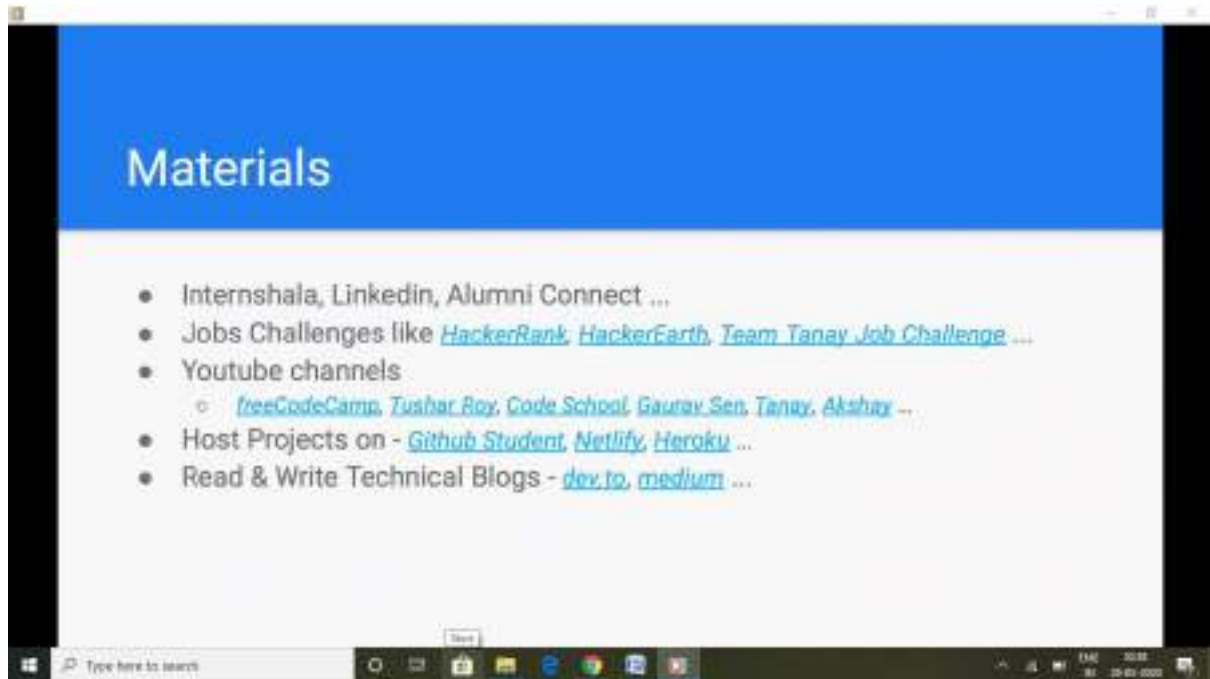 Materials
● Internshala, Linkedin, Alumni Connect ...
● Jobs Challenges like HackerRank, HackerEarth, Team Tanay Job Challenge ...
● Youtube channels
○ freeCodeCamp, Tushar Roy, Code School, Gaurav Sen, Tanay, Akshay ...
● Host Projects on - Github Student, Netlify, Heroku ...
● Read & Write Technical Blogs - dev.to, medium ...
Type here to search